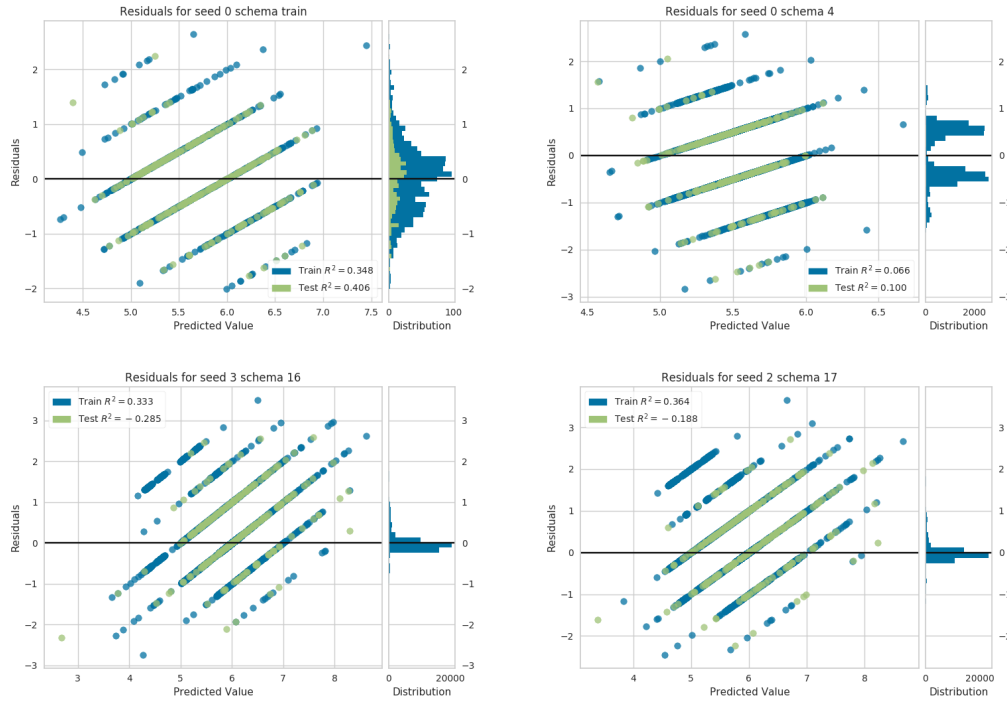 Residuals for seed 0 schema train
Residuals
2
1
0
−1
−2
4.5 5.0 5.5 6.0 6.5 7.0 7.5
Predicted Value
Train R² = 0.348
Test R² = 0.406
2
1
0
−1
−2
0 100
Distribution
Residuals for seed 0 schema 4
Residuals
2
1
0
−1
−2
−3
4.5 5.0 5.5 6.0 6.5
Predicted Value
Train R² = 0.066
Test R² = 0.100
0 2000
Distribution
Residuals for seed 3 schema 16
Train R² = 0.333
Test R² = −0.285
Residuals
3
2
1
0
−1
−2
−3
3 4 5 6 7 8
Predicted Value
3
2
1
0
−1
−2
−3
0 20000
Distribution
Residuals for seed 2 schema 17
Train R² = 0.364
Test R² = −0.188
Residuals
3
2
1
0
−1
−2
4 5 6 7 8
Predicted Value
0 20000
Distribution